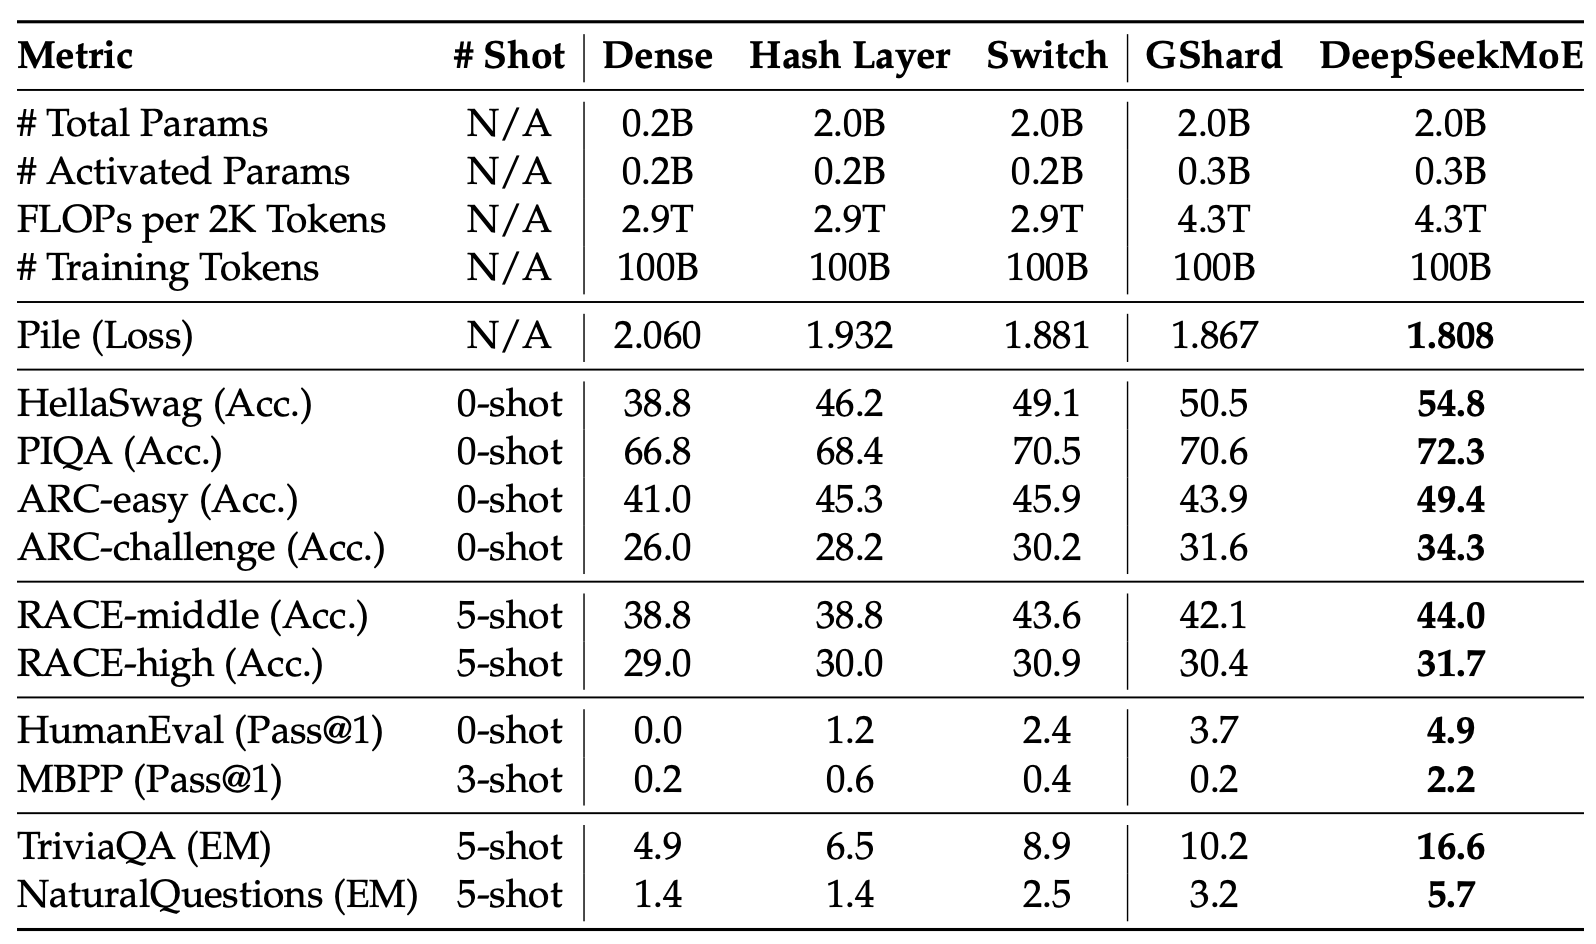 Metric # Shot Dense Hash Layer Switch GShard DeepSeekMoE
# Total Params N/A 0.2B 2.0B 2.0B 2.0B 2.0B
# Activated Params N/A 0.2B 0.2B 0.2B 0.3B 0.3B
FLOPs per 2K Tokens N/A 2.9T 2.9T 2.9T 4.3T 4.3T
# Training Tokens N/A 100B 100B 100B 100B 100B
Pile (Loss) N/A 2.060 1.932 1.881 1.867 1.808
HellaSwag (Acc.) 0-shot 38.8 46.2 49.1 50.5 54.8
PIQA (Acc.) 0-shot 66.8 68.4 70.5 70.6 72.3
ARC-easy (Acc.) 0-shot 41.0 45.3 45.9 43.9 49.4
ARC-challenge (Acc.) 0-shot 26.0 28.2 30.2 31.6 34.3
RACE-middle (Acc.) 5-shot 38.8 38.8 43.6 42.1 44.0
RACE-high (Acc.) 5-shot 29.0 30.0 30.9 30.4 31.7
HumanEval (Pass@1) 0-shot 0.0 1.2 2.4 3.7 4.9
MBPP (Pass@1) 3-shot 0.2 0.6 0.4 0.2 2.2
TriviaQA (EM) 5-shot 4.9 6.5 8.9 10.2 16.6
NaturalQuestions (EM) 5-shot 1.4 1.4 2.5 3.2 5.7